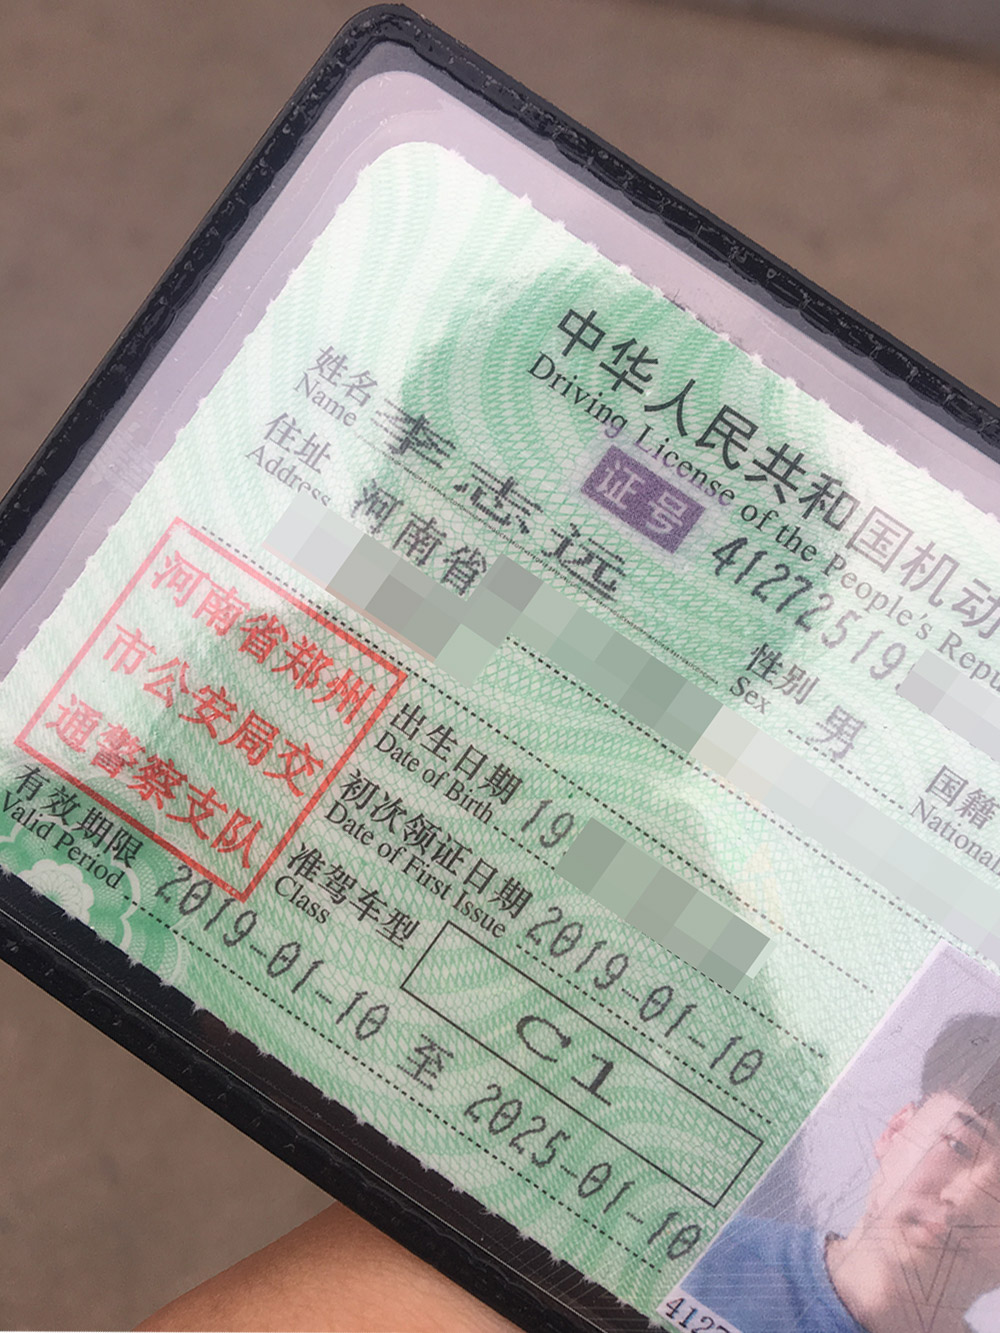 中华人民共和国机动
Driving License of the People's Repu
证号 41272519
姓名 李志远
Name
性别 男
Sex
国籍
National
住址 河南省
Address
河南省郑州
市公安局交
通警察支队
出生日期 19
Date of Birth
初次领证日期 2019-01-10
Date of First Issue
准驾车型 C1
Class
有效期限 2019-01-10 至 2025-01-10
Valid Period
4127